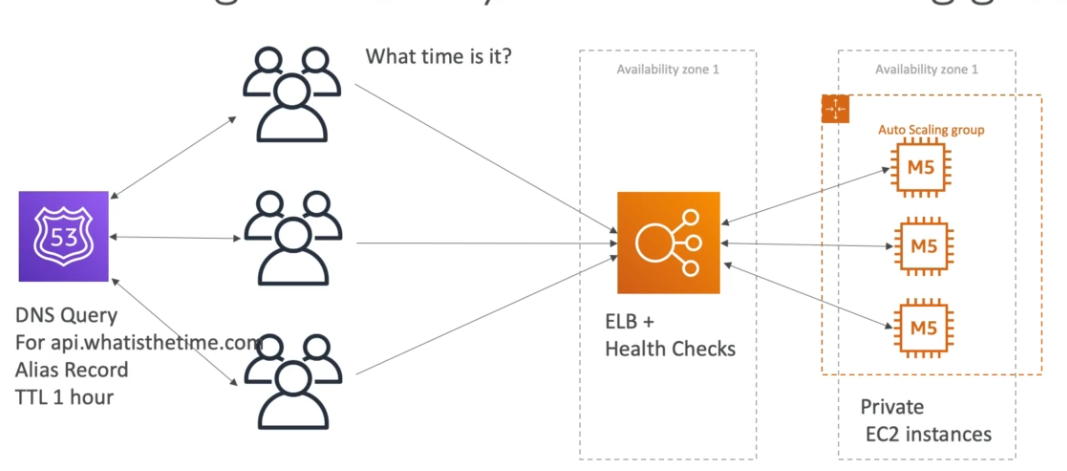 What time is it?
Availability zone 1
Availability zone 1
Auto Scaling group
M5
53
M5
M5
DNS Query
For api.whatisthetime.com
Alias Record
TTL 1 hour
ELB +
Health Checks
Private
EC2 instances